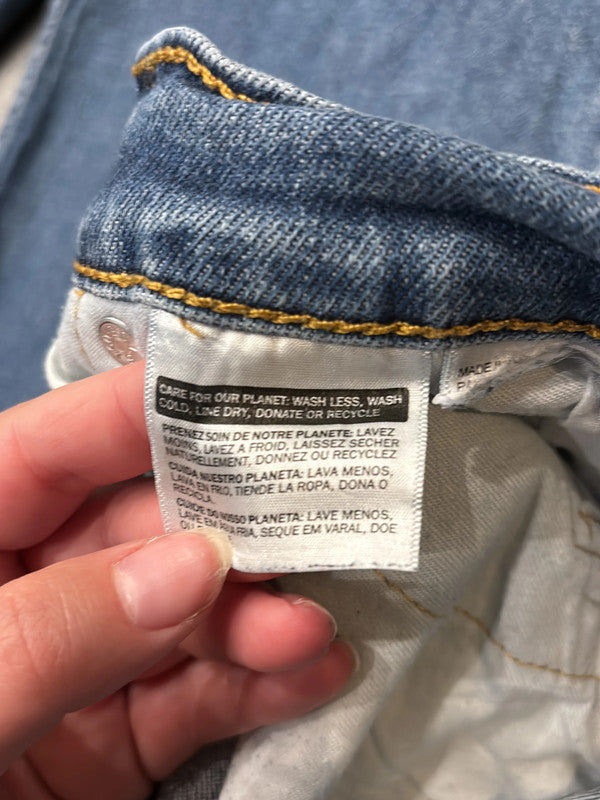 CARE FOR OUR PLANET: WASH LESS, WASH
COLD, LINE DRY, DONATE OR RECYCLE
PRENEZ SOIN DE NOTRE PLANETE: LAVEZ
MOINS, LAVEZ A FROID, LAISSEZ SECHER
NATURELLEMENT, DONNEZ OU RECYCLEZ
CUIDA NUESTRO PLANETA: LAVA MENOS,
LAVA EN FRIO, TIENDE LA ROPA, DONA O
RECICLA.
CUIDE DO NOSSO PLANETA: LAVE MENOS,
LAVE EM ÁGUA FRIA, SEQUE EM VARAL, DOE
OU
MADE